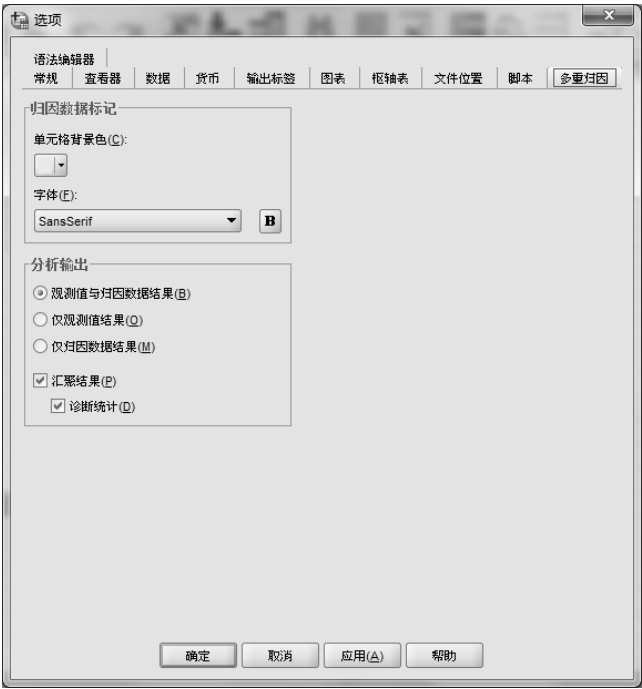 选项
语法编辑器
常规 查看器 数据 货币 输出标签 图表 枢轴表 文件位置 脚本 多重归因
归因数据标记
单元格背景色(C):
字体(F):
SansSerif B
分析输出
观测值与归因数据结果(B)
仅观测值结果(O)
仅归因数据结果(M)
汇聚结果(P)
诊断统计(D)
确定 取消 应用(A) 帮助